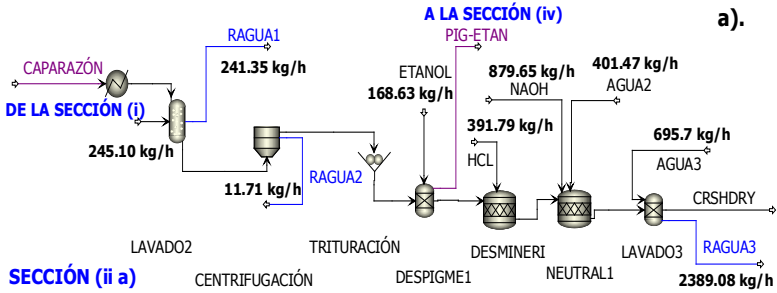 A LA SECCIÓN (iv)
a).
RAGUA1
PIG-ETAN
241.35 kg/h
ETANOL
879.65 kg/h
401.47 kg/h
CAPARAZÓN
168.63 kg/h
NAOH
AGUA2
DE LA SECCIÓN (i)
391.79 kg/h
695.7 kg/h
245.10 kg/h
HCL
AGUA3
11.71 kg/h
RAGUA2
CRSHDRY
LAVADO2
TRITURACIÓN
DESMINERI
LAVADO3
RAGUA3
SECCIÓN (ii a)
CENTRIFUGACIÓN
DESPIGME1
NEUTRAL1
2389.08 kg/h